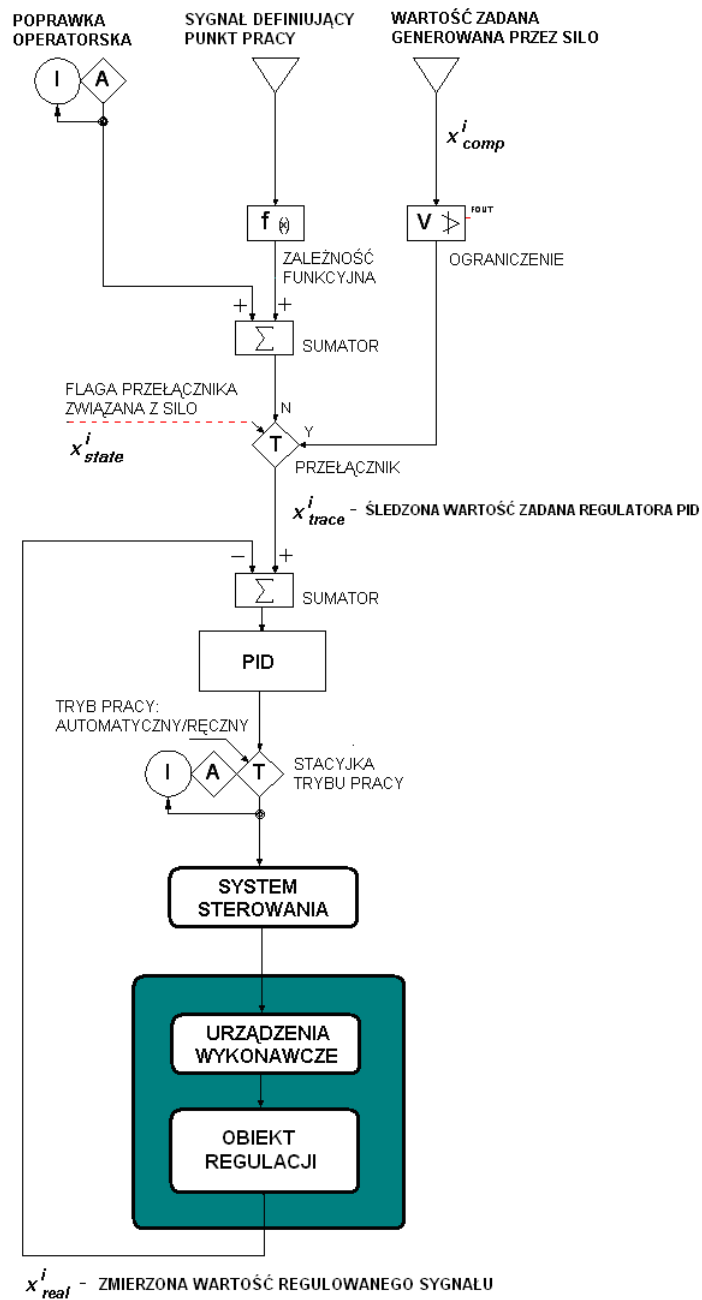 POPRAWKA
OPERATORSKA
SYGNAŁ DEFINIUJĄCY
PUNKT PRACY
WARTOŚĆ ZADANA
GENEROWANA PRZEZ SILO
I
A
x^i_comp
f (x)
V
FOUT
ZALEŻNOŚĆ
FUNKCYJNA
OGRANICZENIE
+
+
Σ
SUMATOR
FLAGA PRZEŁĄCZNIKA
ZWIĄZANA Z SILO
N
Y
x^i_state
T
PRZEŁĄCZNIK
x^i_trace - ŚLEDZONA WARTOŚĆ ZADANA REGULATORA PID
−
+
Σ
SUMATOR
PID
TRYB PRACY:
AUTOMATYCZNY/RĘCZNY
I
A
T
STACYJKA
TRYBU PRACY
SYSTEM
STEROWANIA
URZĄDZENIA
WYKONAWCZE
OBIEKT
REGULACJI
x^i_real - ZMIERZONA WARTOŚĆ REGULOWANEGO SYGNAŁU